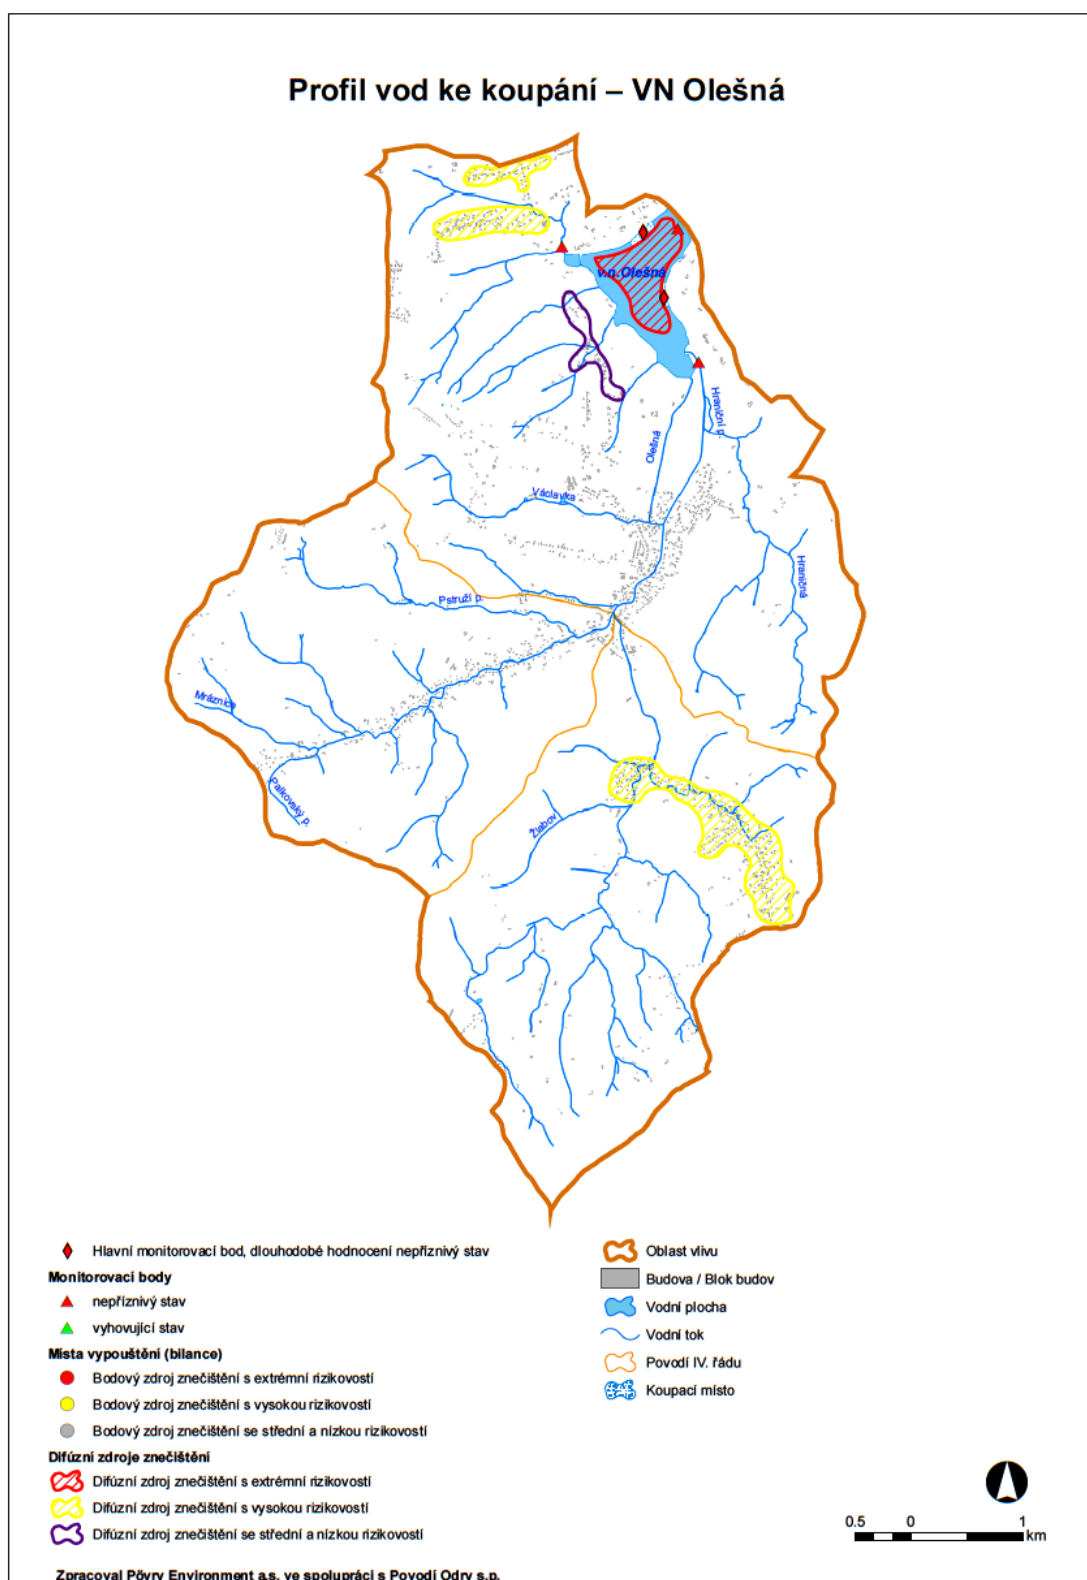 Profil vod ke koupání – VN Olešná
v.n.Olešná
Hraniční p.
Olešná
Václavka
Hraničná
Pstruží p.
Mráznice
Palkovský p.
Žlabov
Hlavní monitorovací bod, dlouhodobé hodnocení nepříznivý stav
Monitorovací body
nepříznivý stav
vyhovující stav
Místa vypouštění (bilance)
Bodový zdroj znečištění s extrémní rizikovostí
Bodový zdroj znečištění s vysokou rizikovostí
Bodový zdroj znečištění se střední a nízkou rizikovostí
Difúzní zdroje znečištění
Difúzní zdroj znečištění s extrémní rizikovostí
Difúzní zdroj znečištění s vysokou rizikovostí
Difúzní zdroj znečištění se střední a nízkou rizikovostí
Oblast vlivu
Budova / Blok budov
Vodní plocha
Vodní tok
Povodí IV. řádu
Koupací místo
0.5 0 1
km
Zpracoval Pöyry Environment a.s. ve spolupráci s Povodí Odry s.p.